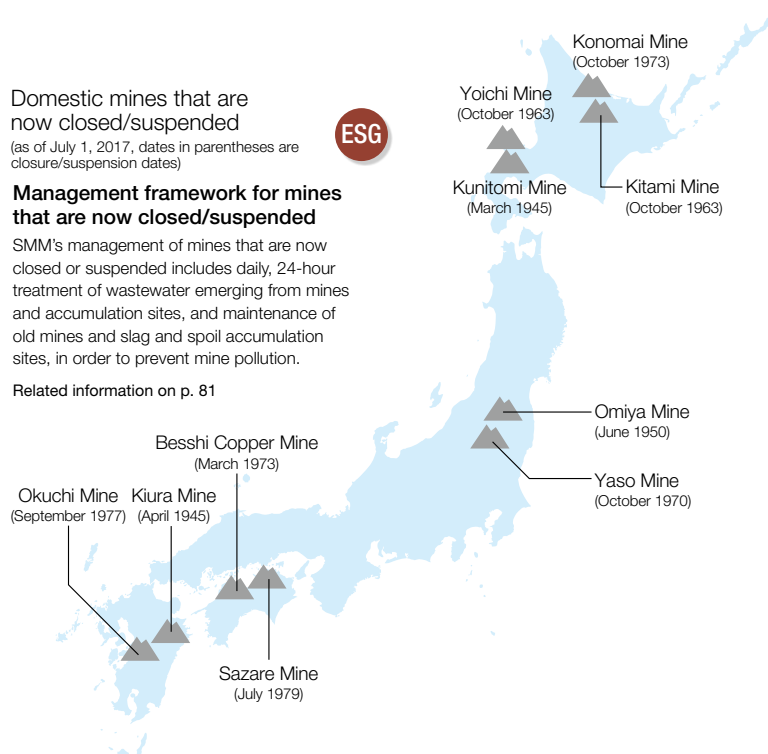 Domestic mines that are
now closed/suspended
(as of July 1, 2017, dates in parentheses are
closure/suspension dates)
ESG
Management framework for mines
that are now closed/suspended
SMM's management of mines that are now
closed or suspended includes daily, 24-hour
treatment of wastewater emerging from mines
and accumulation sites, and maintenance of
old mines and slag and spoil accumulation
sites, in order to prevent mine pollution.
Related information on p. 81
Konomai Mine
(October 1973)
Yoichi Mine
(October 1963)
Kunitomi Mine
(March 1945)
Kitami Mine
(October 1963)
Omiya Mine
(June 1950)
Yaso Mine
(October 1970)
Besshi Copper Mine
(March 1973)
Okuchi Mine
(September 1977)
Kiura Mine
(April 1945)
Sazare Mine
(July 1979)